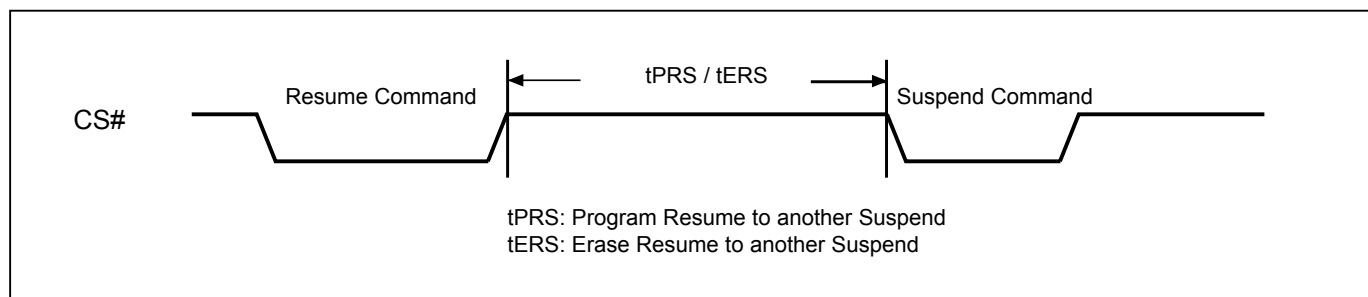 tPRS / tERS
Resume Command
Suspend Command
CS#
tPRS: Program Resume to another Suspend
tERS: Erase Resume to another Suspend